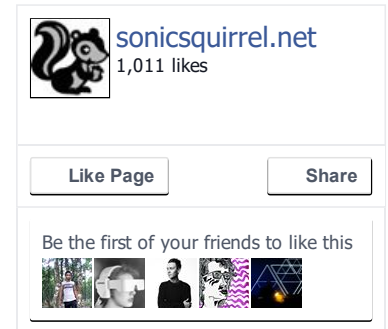 sonicsquirrel.net
1,011 likes
Like Page
Share
Be the first of your friends to like this